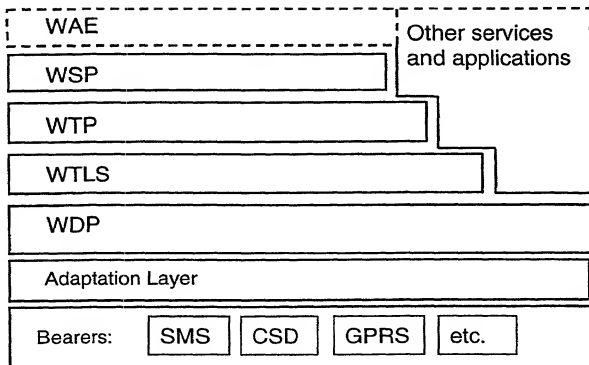 WAE
Other services
and applications
WSP
WTP
WTLS
WDP
Adaptation Layer
Bearers: SMS CSD GPRS etc.